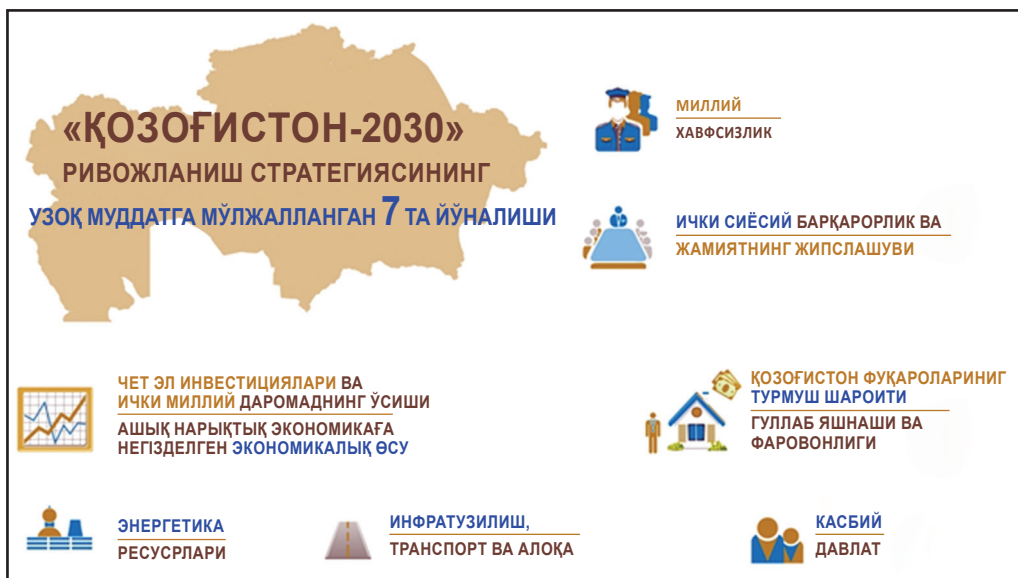 «ҚОЗОҒИСТОН-2030»
РИВОЖЛАНИШ СТРАТЕГИЯСИНИНГ
УЗОҚ МУДДАТГА МЎЛЖАЛЛАНГАН 7 ТА ЙЎНАЛИШИ
МИЛЛИЙ
ХАВФСИЗЛИК
ИЧКИ СИЁСИЙ БАРҚАРОРЛИК ВА
ЖАМИЯТНИНГ ЖИПСЛАШУВИ
ЧЕТ ЭЛ ИНВЕСТИЦИЯЛАРИ ВА
ИЧКИ МИЛЛИЙ ДАРОМАДНИНГ ЎСИШИ
АШЫҚ НАРЫҚТЫҚ ЭКОНОМИКАҒА
НЕГІЗДЕЛГЕН ЭКОНОМИКАЛЫҚ ӨСУ
ҚОЗОҒИСТОН ФУҚАРОЛАРИНИГ
ТУРМУШ ШАРОИТИ
ГУЛЛАБ ЯШНАШИ ВА
ФАРОВОНЛИГИ
ЭНЕРГЕТИКА
РЕСУСРЛАРИ
ИНФРАТУЗИЛИШ,
ТРАНСПОРТ ВА АЛОҚА
КАСБИЙ
ДАВЛАТ